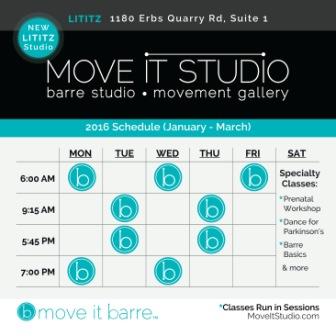 NEW
LITITZ
Studio
LITITZ 1180 Erbs Quarry Rd, Suite 1
MOVE IT STUDIO
barre studio • movement gallery
2016 Schedule (January - March)
MON TUE WED THU FRI SAT
6:00 AM b b b
9:15 AM b b
5:45 PM b b
7:00 PM b b
Specialty
Classes:
*Prenatal
Workshop
*Dance for
Parkinson's
*Barre
Basics
& more
b move it barre™
*Classes Run in Sessions
MoveItStudio.com